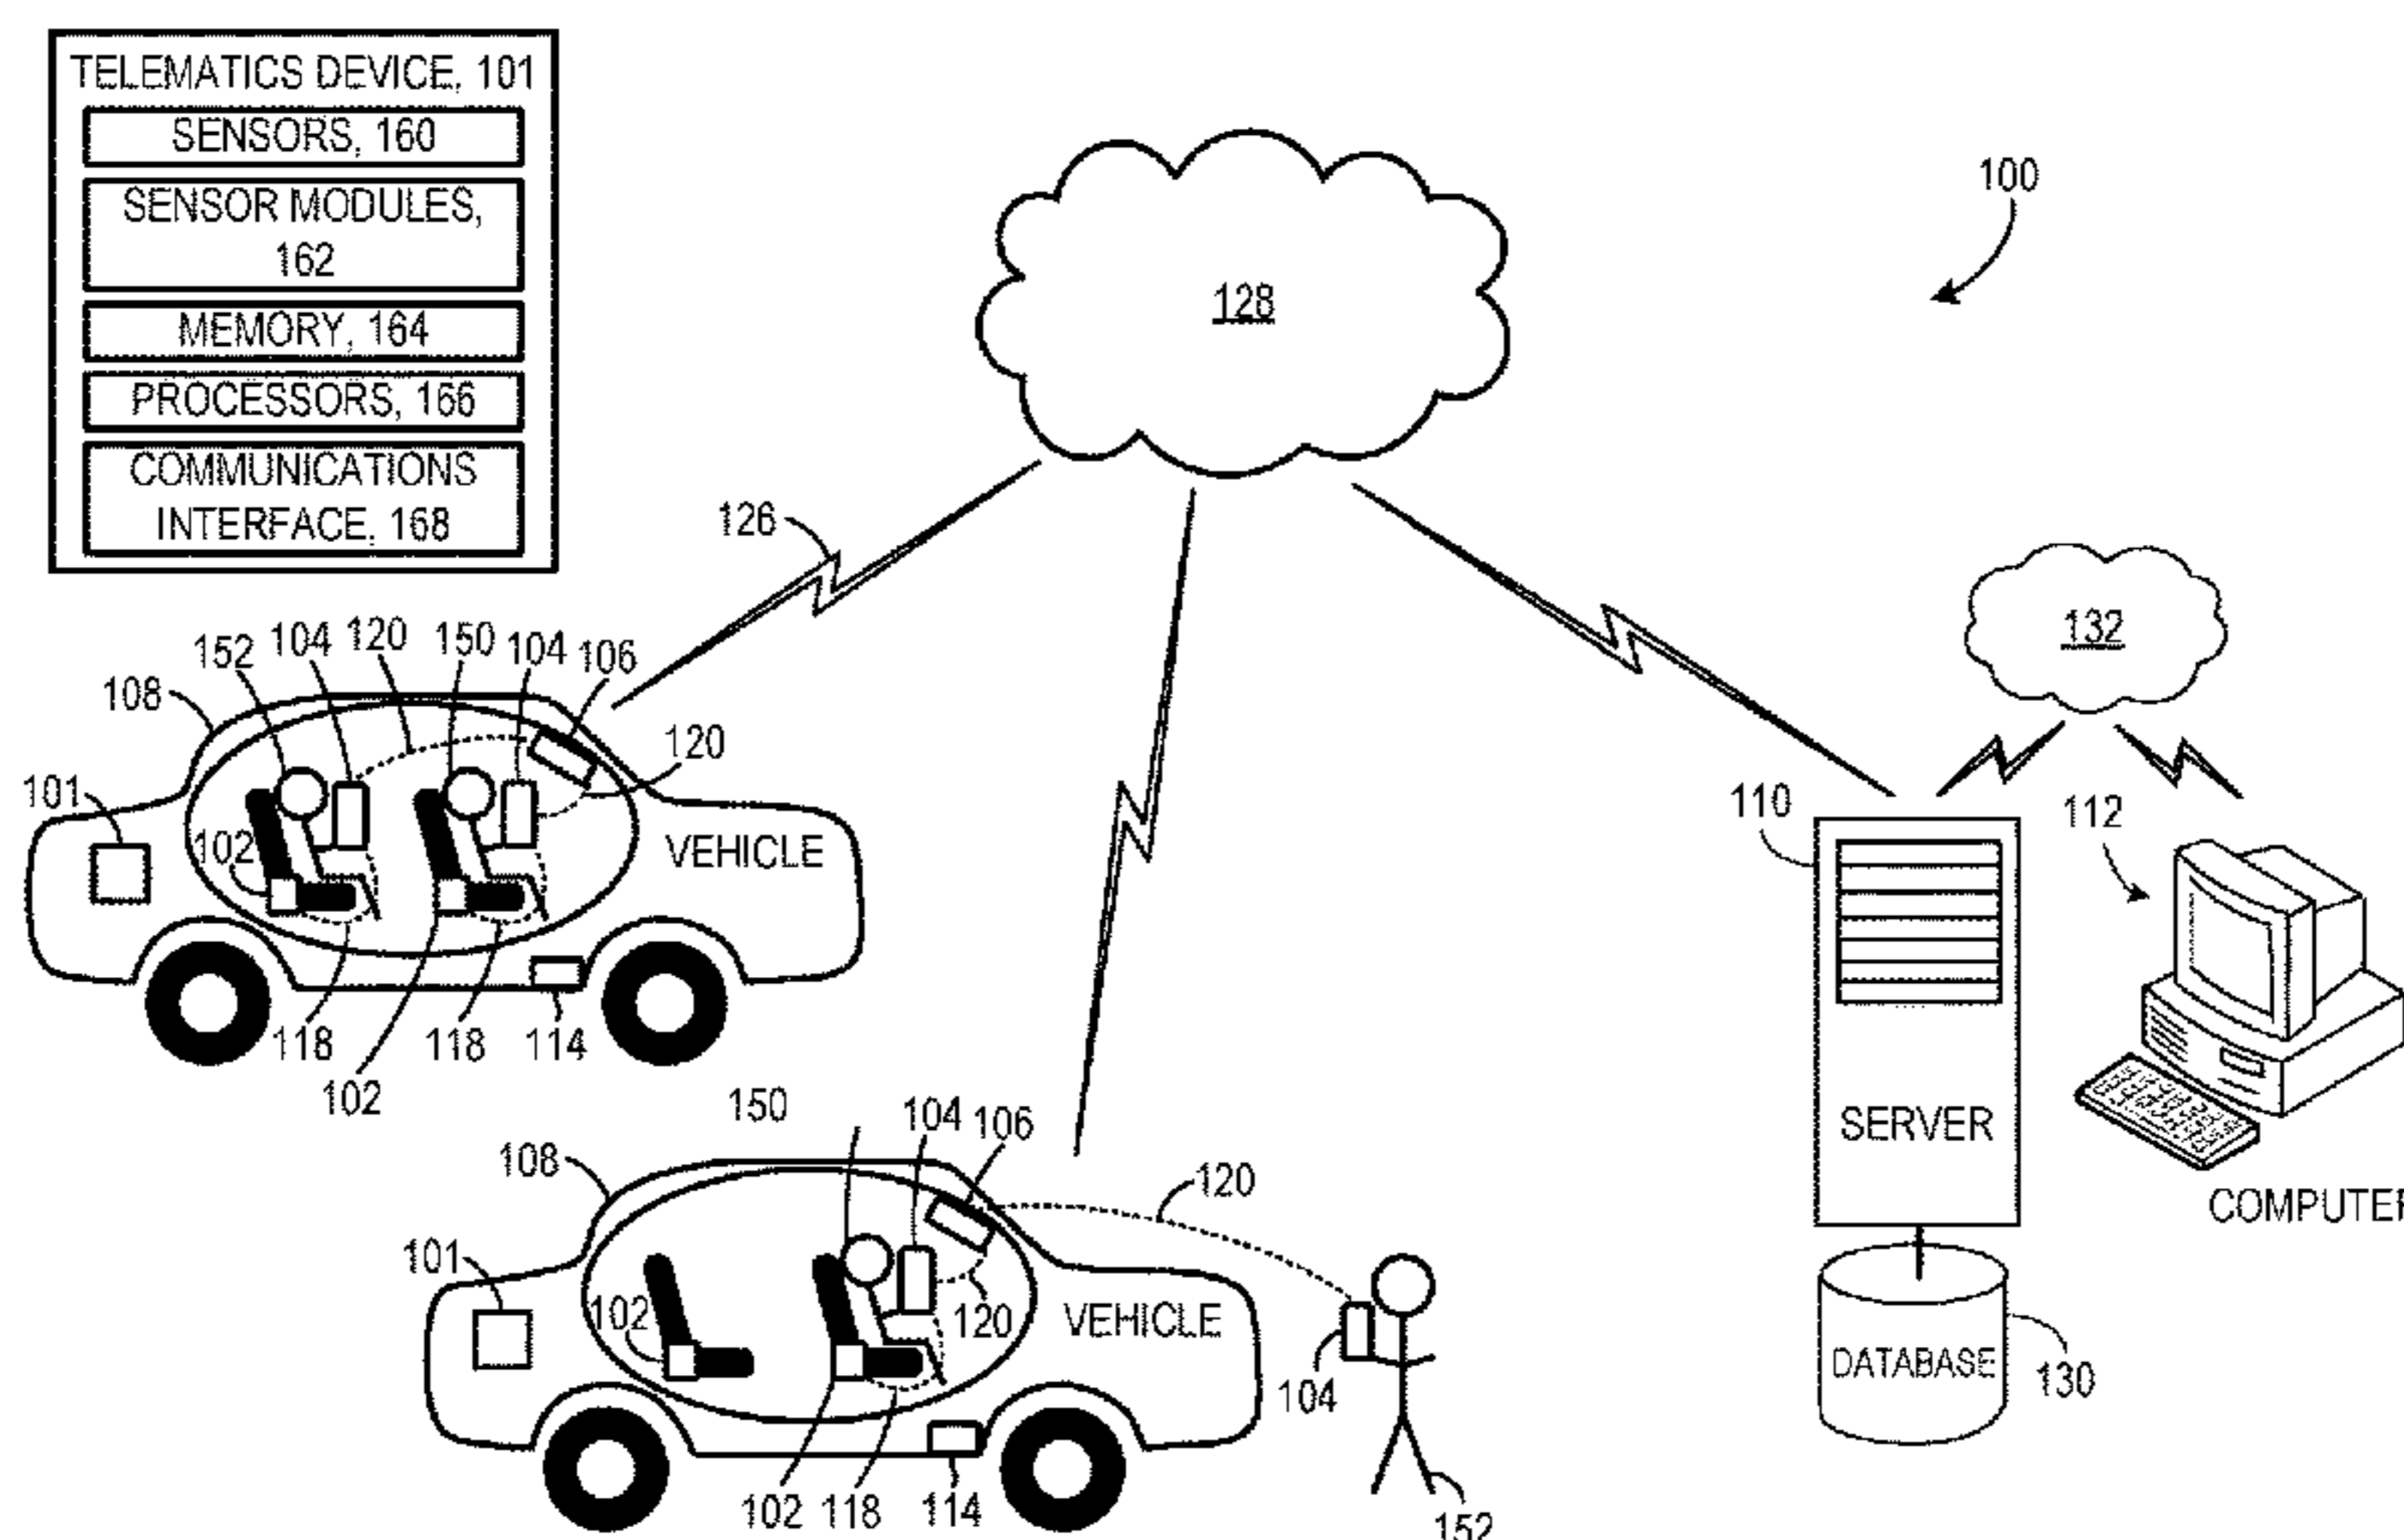 TELEMATICS DEVICE, 101
SENSORS, 160
SENSOR MODULES,
162
MEMORY, 164
PROCESSORS, 166
COMMUNICATIONS
INTERFACE, 168
128
100
126
132
152
104
120
150
104
106
108
120
101
102
VEHICLE
118
118
114
102
110
112
SERVER
COMPUTER
DATABASE
130
150
104
106
108
120
101
102
120
VEHICLE
104
102
118
114
152